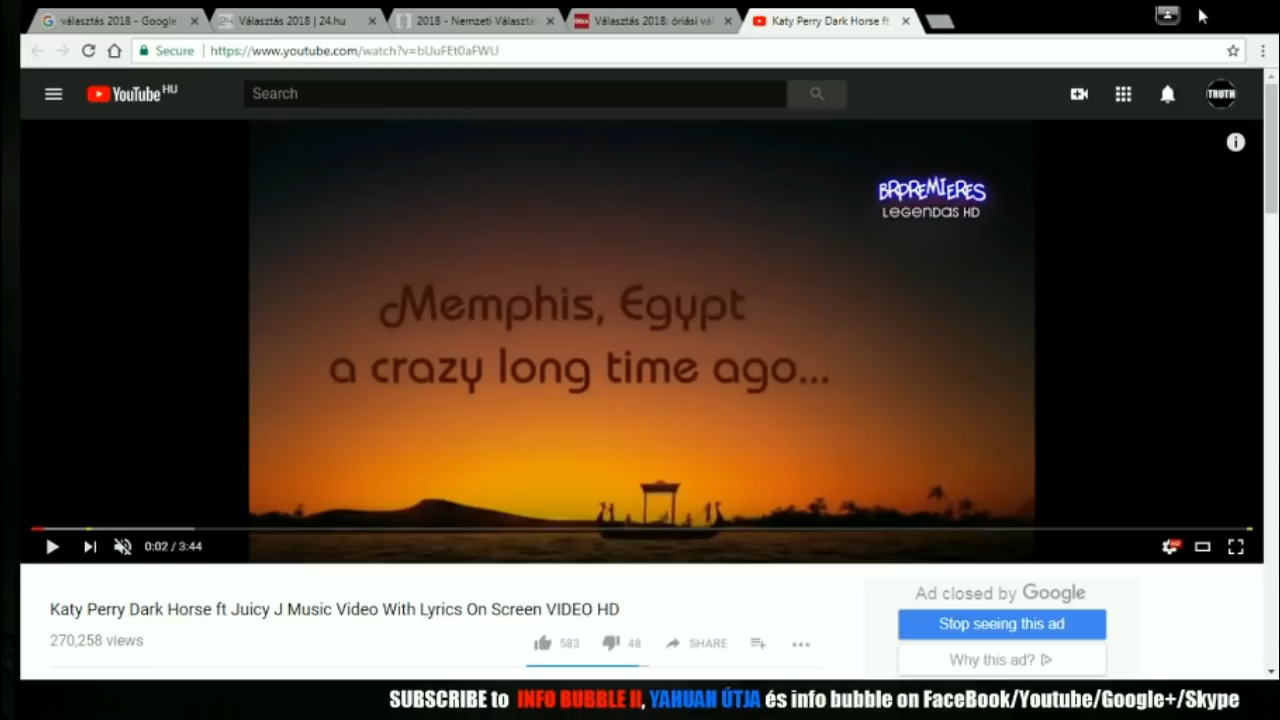 választás 2018 - Google
Választás 2018 | 24.hu
2018 - Nemzeti Választá
Választás 2018: óriási vá
Katy Perry Dark Horse ft
Secure
https://www.youtube.com/watch?v=bUuFEt0aFWU
YouTube HU
Search
TRUTH
BRPREMIERES
LEGENDAS HD
Memphis, Egypt
a crazy long time ago...
0:02 / 3:44
HD
Katy Perry Dark Horse ft Juicy J Music Video With Lyrics On Screen VIDEO HD
270,258 views
583
48
SHARE
Ad closed by Google
Stop seeing this ad
Why this ad?
SUBSCRIBE to INFO BUBBLE II, YAHUAH ÚTJA és info bubble on FaceBook/Youtube/Google+/Skype